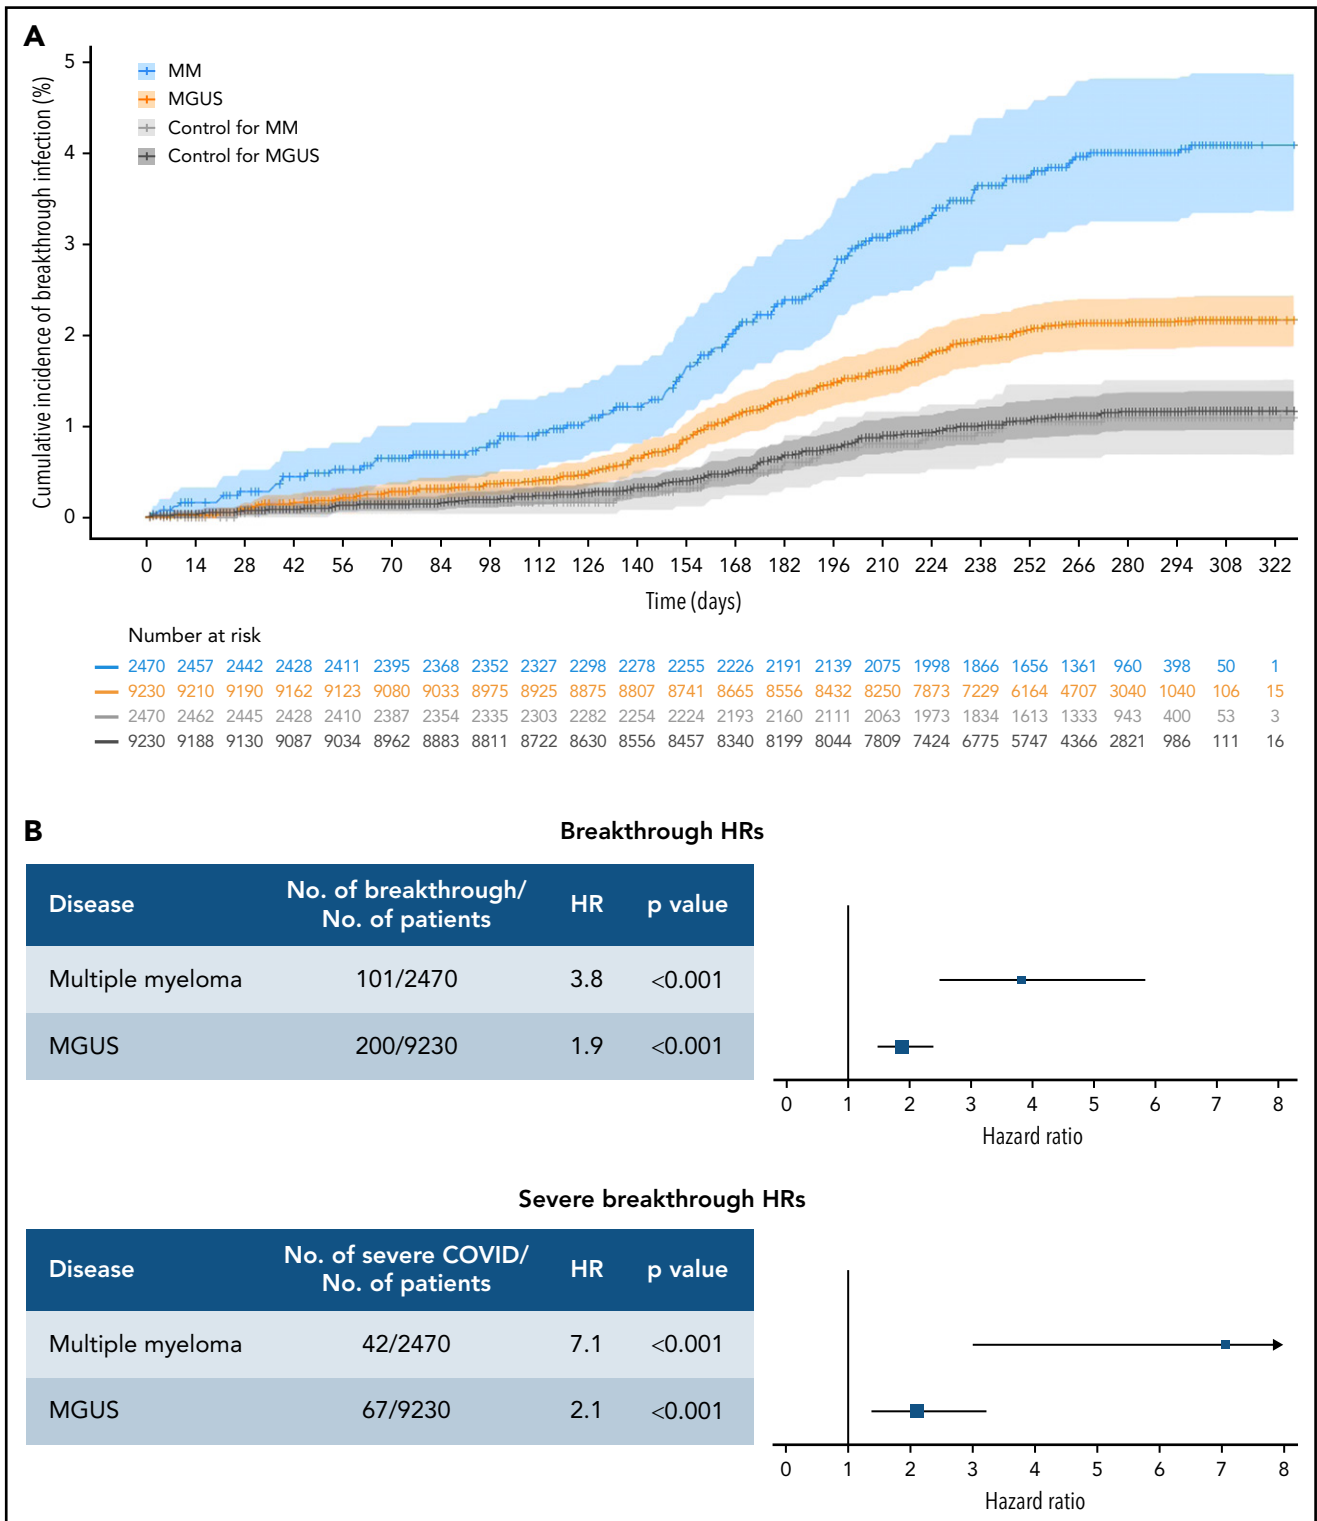 A
Cumulative incidence of breakthrough infection (%)
5
4
3
2
1
0
MM
MGUS
Control for MM
Control for MGUS
0 14 28 42 56 70 84 98 112 126 140 154 168 182 196 210 224 238 252 266 280 294 308 322
Time (days)
Number at risk
2470 2457 2442 2428 2411 2395 2368 2352 2327 2298 2278 2255 2226 2191 2139 2075 1998 1866 1656 1361 960 398 50 1
9230 9210 9190 9162 9123 9080 9033 8975 8925 8875 8807 8741 8665 8556 8432 8250 7873 7229 6164 4707 3040 1040 106 15
2470 2462 2445 2428 2410 2387 2354 2335 2303 2282 2254 2224 2193 2160 2111 2063 1973 1834 1613 1333 943 400 53 3
9230 9188 9130 9087 9034 8962 8883 8811 8722 8630 8556 8457 8340 8199 8044 7809 7424 6775 5747 4366 2821 986 111 16
B
Breakthrough HRs
Disease No. of breakthrough/ HR p value
No. of patients
Multiple myeloma 101/2470 3.8 <0.001
MGUS 200/9230 1.9 <0.001
0 1 2 3 4 5 6 7 8
Hazard ratio
Severe breakthrough HRs
Disease No. of severe COVID/ HR p value
No. of patients
Multiple myeloma 42/2470 7.1 <0.001
MGUS 67/9230 2.1 <0.001
0 1 2 3 4 5 6 7 8
Hazard ratio